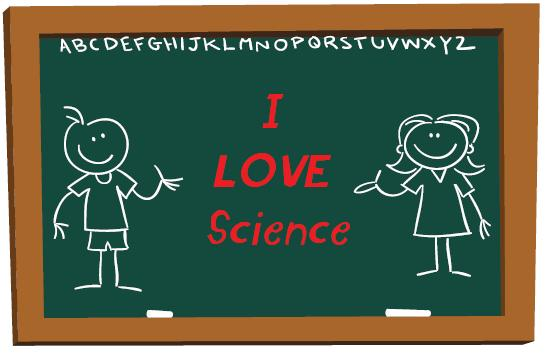 ABCDEFGHIJKLMNOPQRSTUVWXYZ
I
LOVE
Science